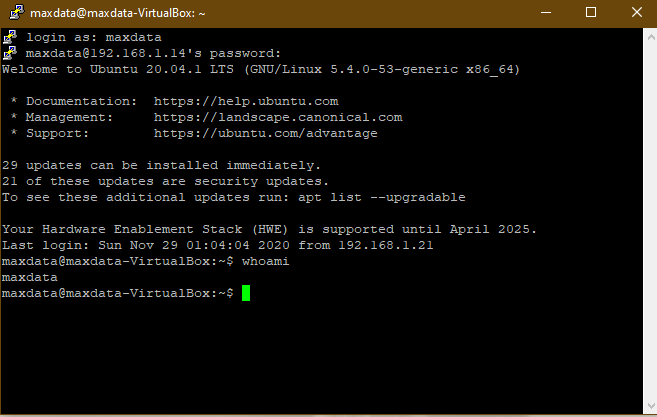 maxdata@maxdata-VirtualBox: ~
login as: maxdata
maxdata@192.168.1.14's password:
Welcome to Ubuntu 20.04.1 LTS (GNU/Linux 5.4.0-53-generic x86_64)
* Documentation:  https://help.ubuntu.com
* Management:     https://landscape.canonical.com
* Support:        https://ubuntu.com/advantage
29 updates can be installed immediately.
21 of these updates are security updates.
To see these additional updates run: apt list --upgradable
Your Hardware Enablement Stack (HWE) is supported until April 2025.
Last login: Sun Nov 29 01:04:04 2020 from 192.168.1.21
maxdata@maxdata-VirtualBox:~$ whoami
maxdata
maxdata@maxdata-VirtualBox:~$